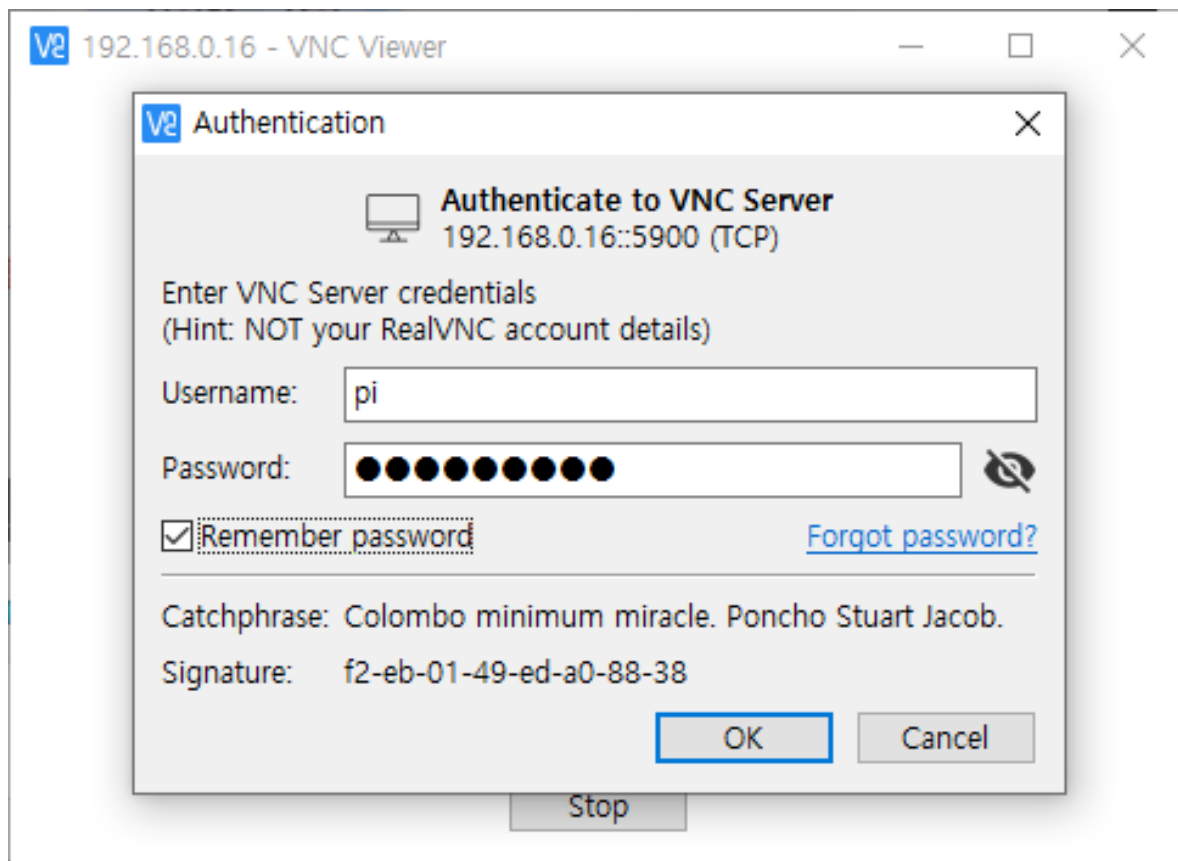 192.168.0.16 - VNC Viewer
Authentication
Authenticate to VNC Server
192.168.0.16::5900 (TCP)
Enter VNC Server credentials
(Hint: NOT your RealVNC account details)
Username: pi
Password: ●●●●●●●●●
Remember password Forgot password?
Catchphrase: Colombo minimum miracle. Poncho Stuart Jacob.
Signature: f2-eb-01-49-ed-a0-88-38
OK Cancel
Stop